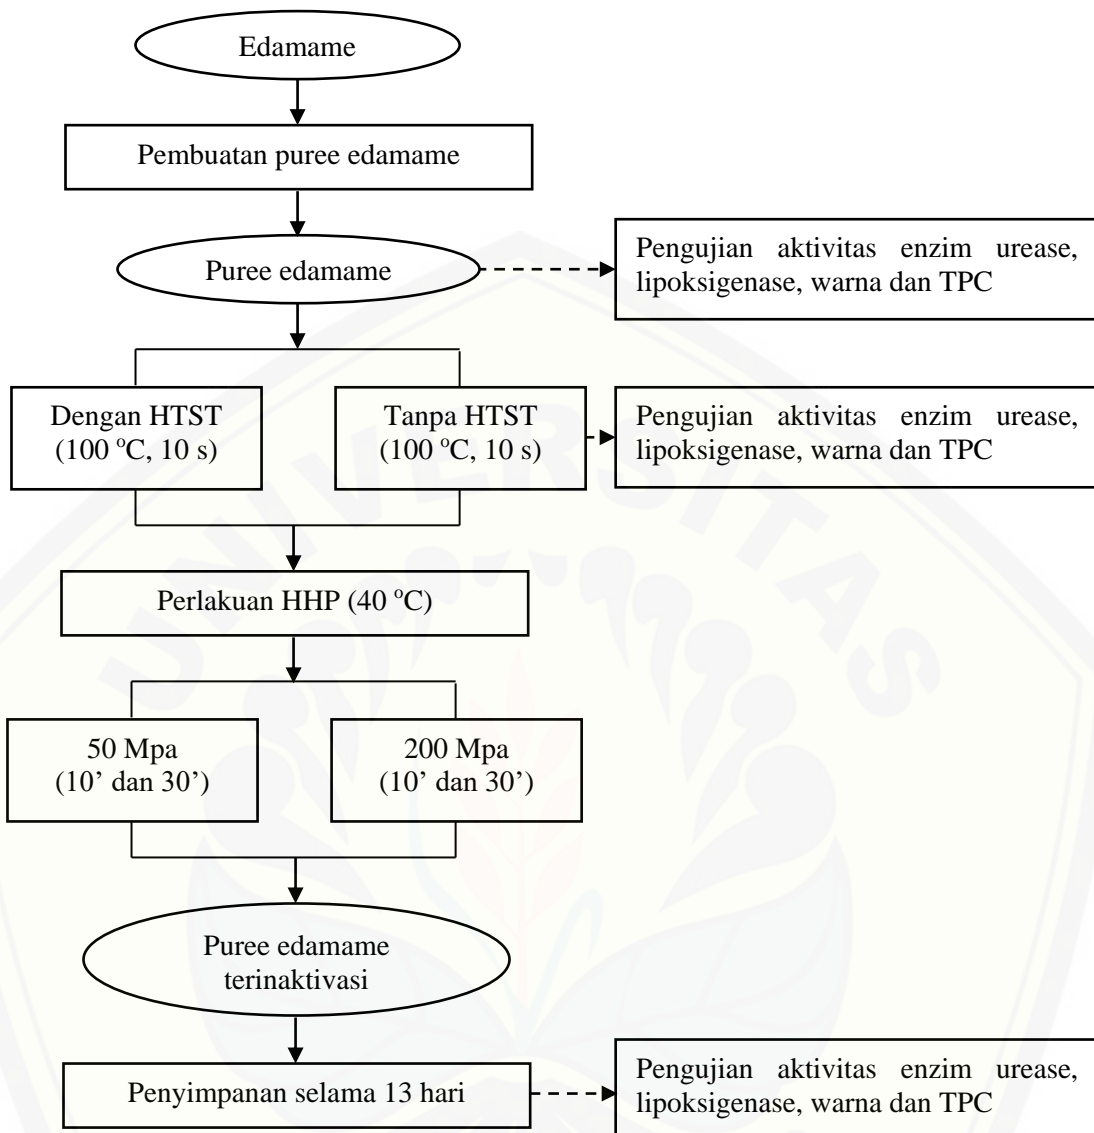 Edamame
Pembuatan puree edamame
Puree edamame
Pengujian aktivitas enzim urease,
lipoksigenase, warna dan TPC
Dengan HTST
(100 °C, 10 s)
Tanpa HTST
(100 °C, 10 s)
Pengujian aktivitas enzim urease,
lipoksigenase, warna dan TPC
UNIVERSITAS
Perlakuan HHP (40 °C)
50 Mpa
(10’ dan 30’)
200 Mpa
(10’ dan 30’)
Puree edamame
terinaktivasi
Penyimpanan selama 13 hari
Pengujian aktivitas enzim urease,
lipoksigenase, warna dan TPC